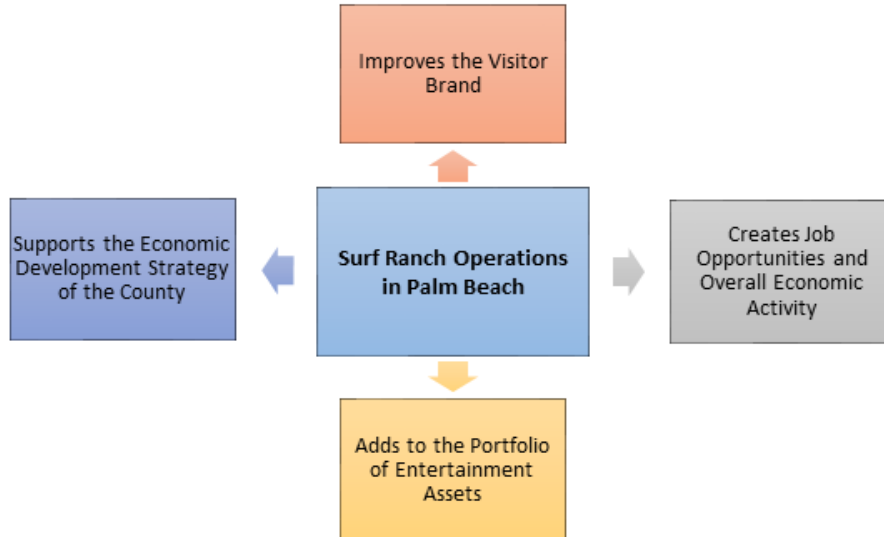 Improves the Visitor
Brand
Supports the Economic
Development Strategy
of the County
Surf Ranch Operations
in Palm Beach
Creates Job
Opportunities and
Overall Economic
Activity
Adds to the Portfolio
of Entertainment
Assets